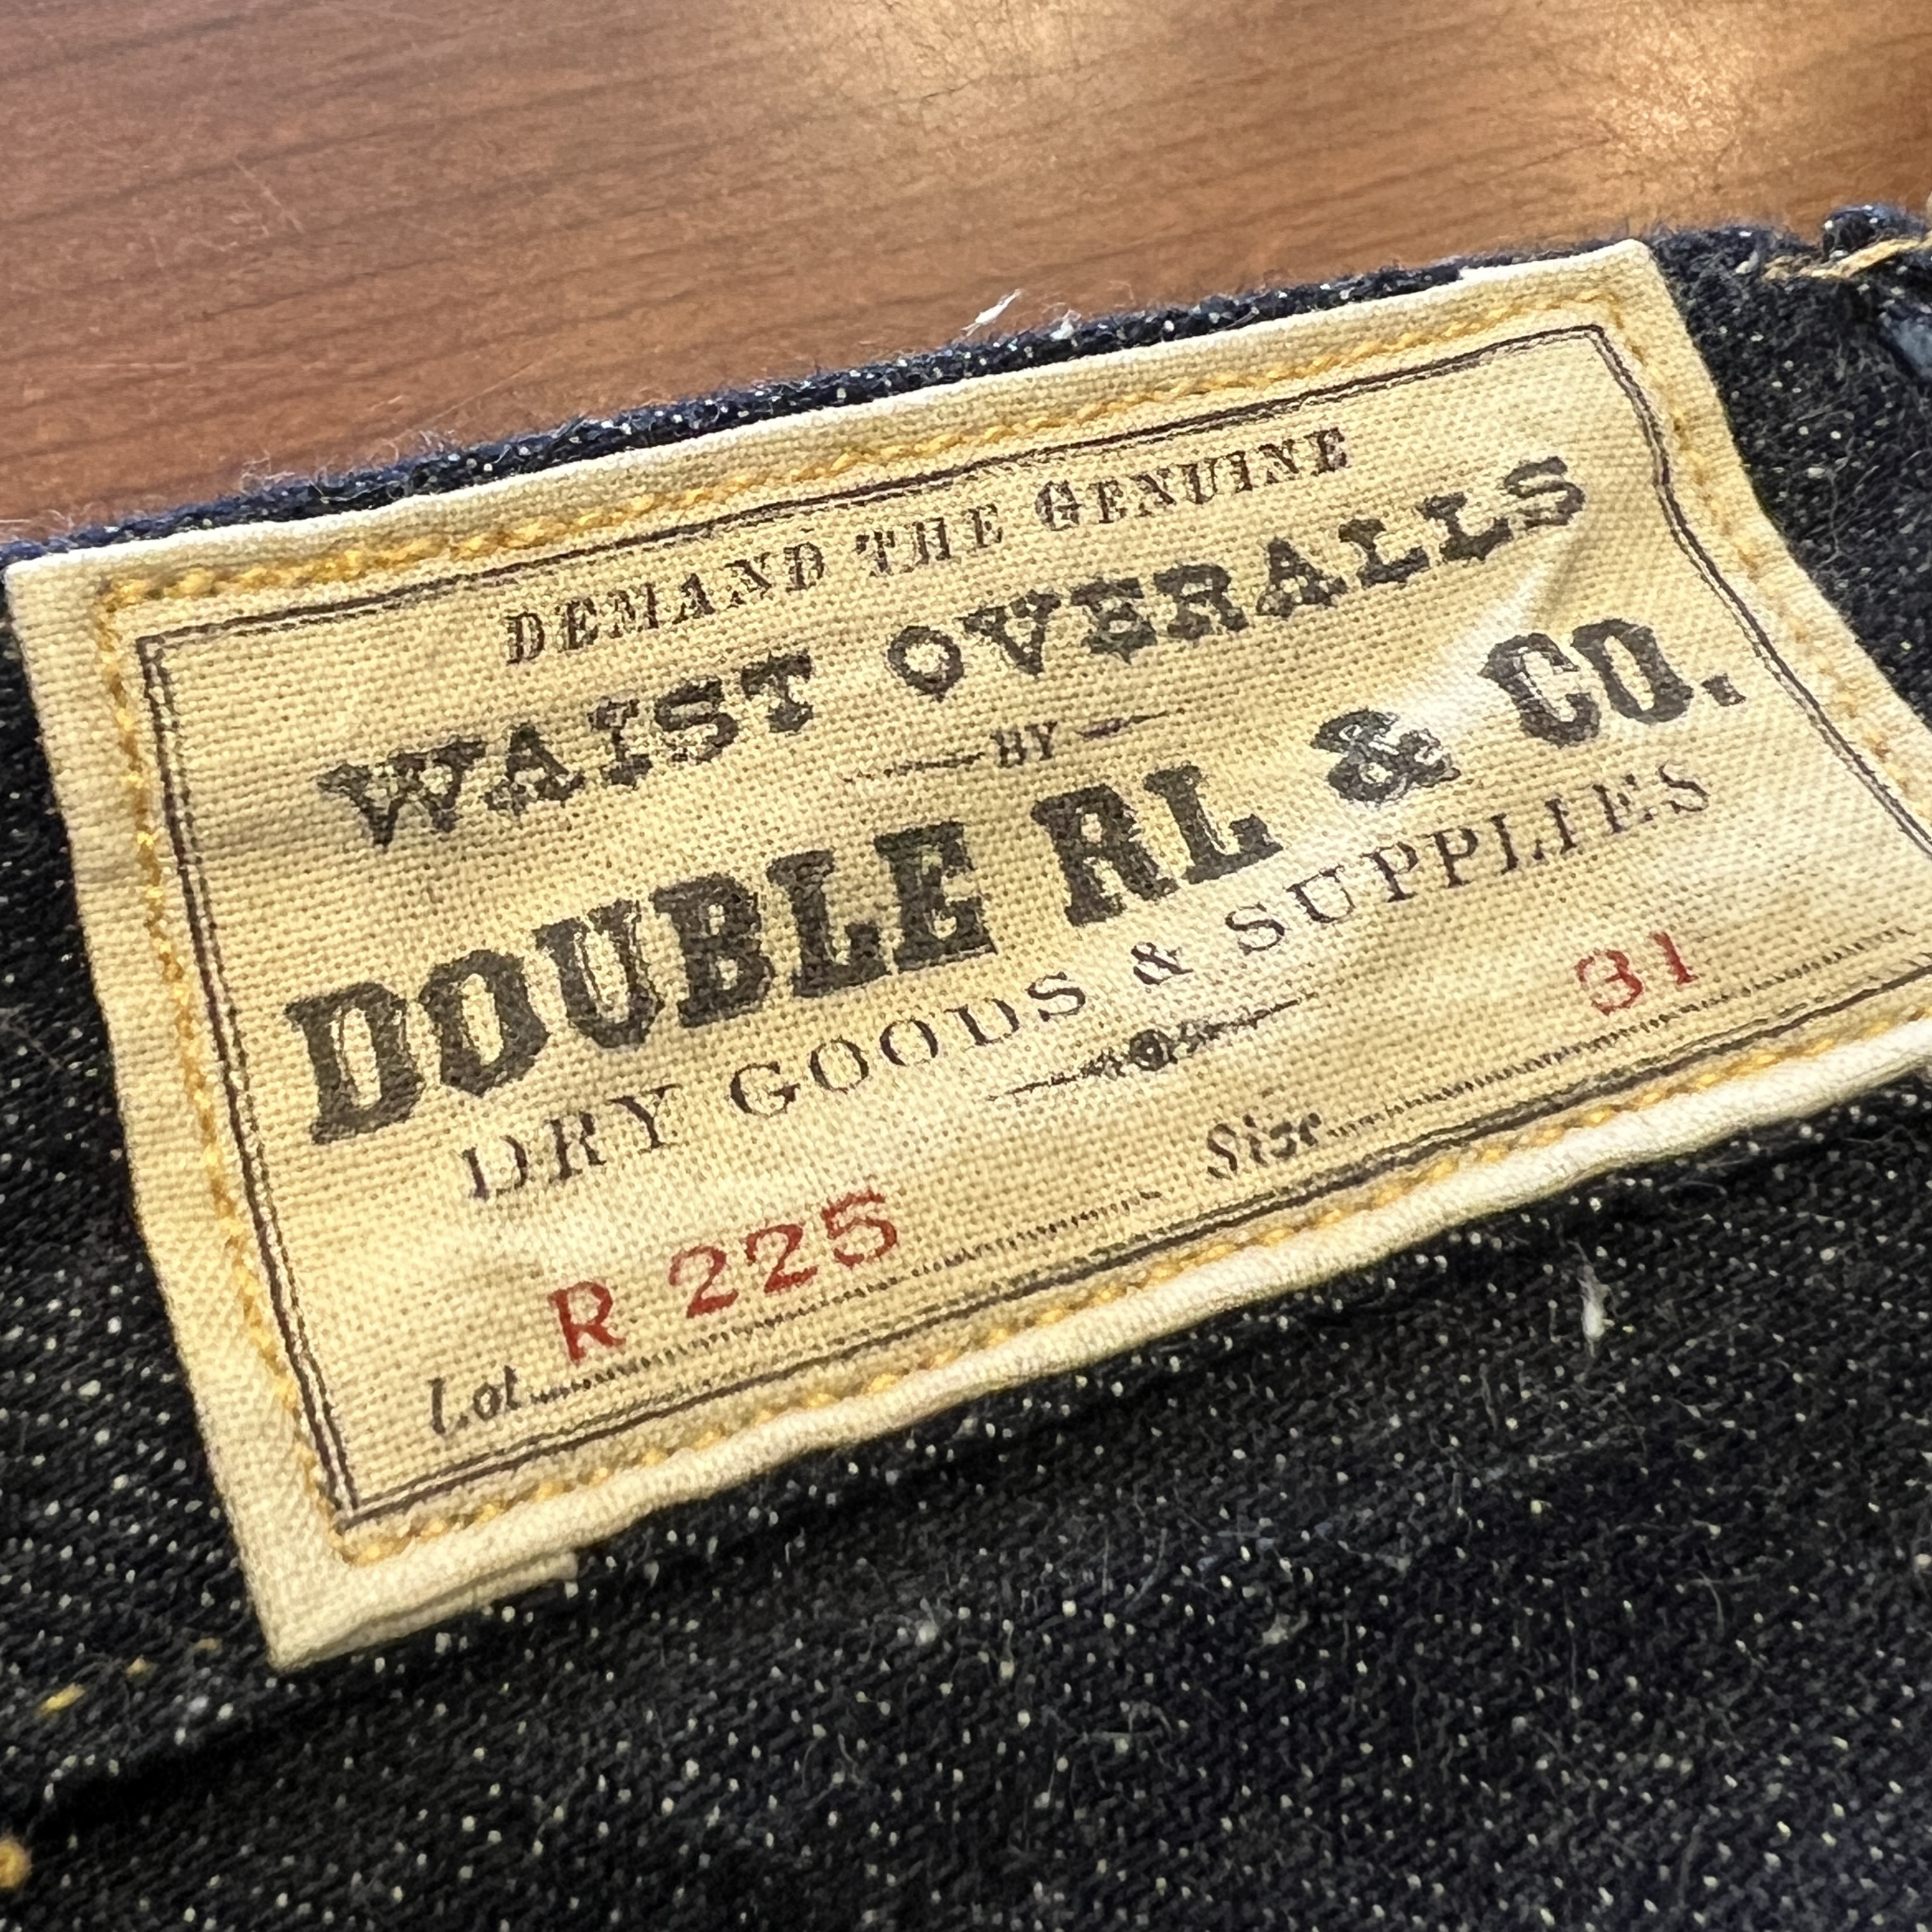 DEMAND THE GENUINE
WAIST OVERALLS
BY
DOUBLE RL & CO.
DRY GOODS & SUPPLIES
Lot R 225 Size 31